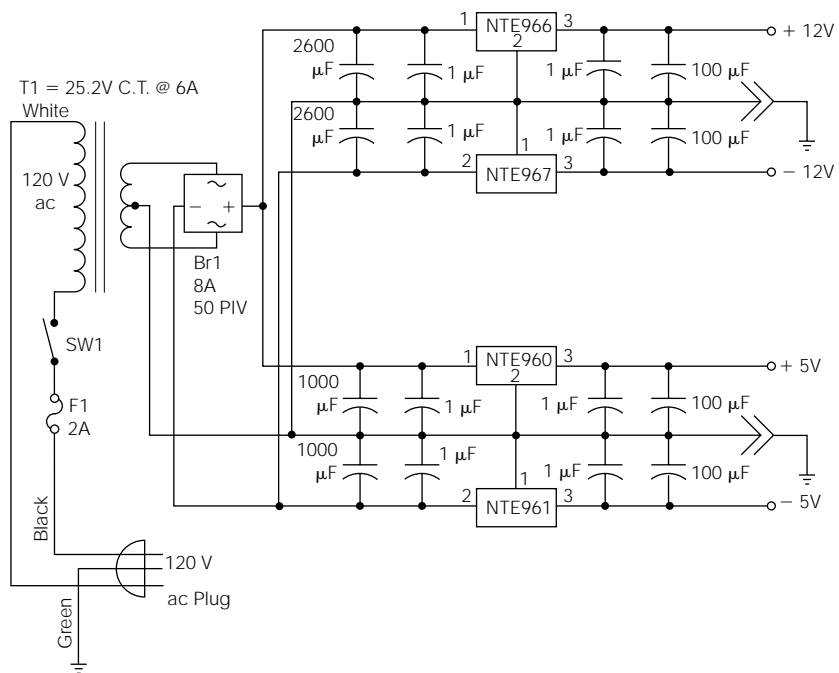 1
NTE966
2
3
+ 12V
2600
µF
1 µF
1 µF
100 µF
T1 = 25.2V C.T. @ 6A
White
2600
µF
1 µF
1 µF
100 µF
1
2
NTE967
3
− 12V
120 V
ac
−
+
Br1
8A
50 PIV
SW1
1
NTE960
2
3
+ 5V
1000
µF
1 µF
1 µF
100 µF
F1
2A
1000
µF
1 µF
1 µF
100 µF
1
2
NTE961
3
− 5V
Black
120 V
ac Plug
Green